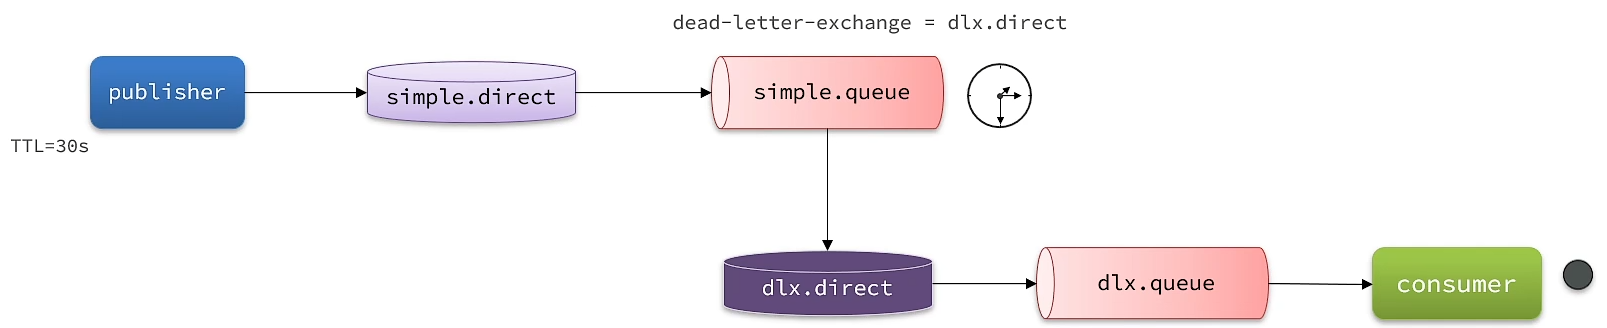 dead-letter-exchange = dlx.direct
publisher
simple.direct
simple.queue
TTL=30s
dlx.direct
dlx.queue
consumer